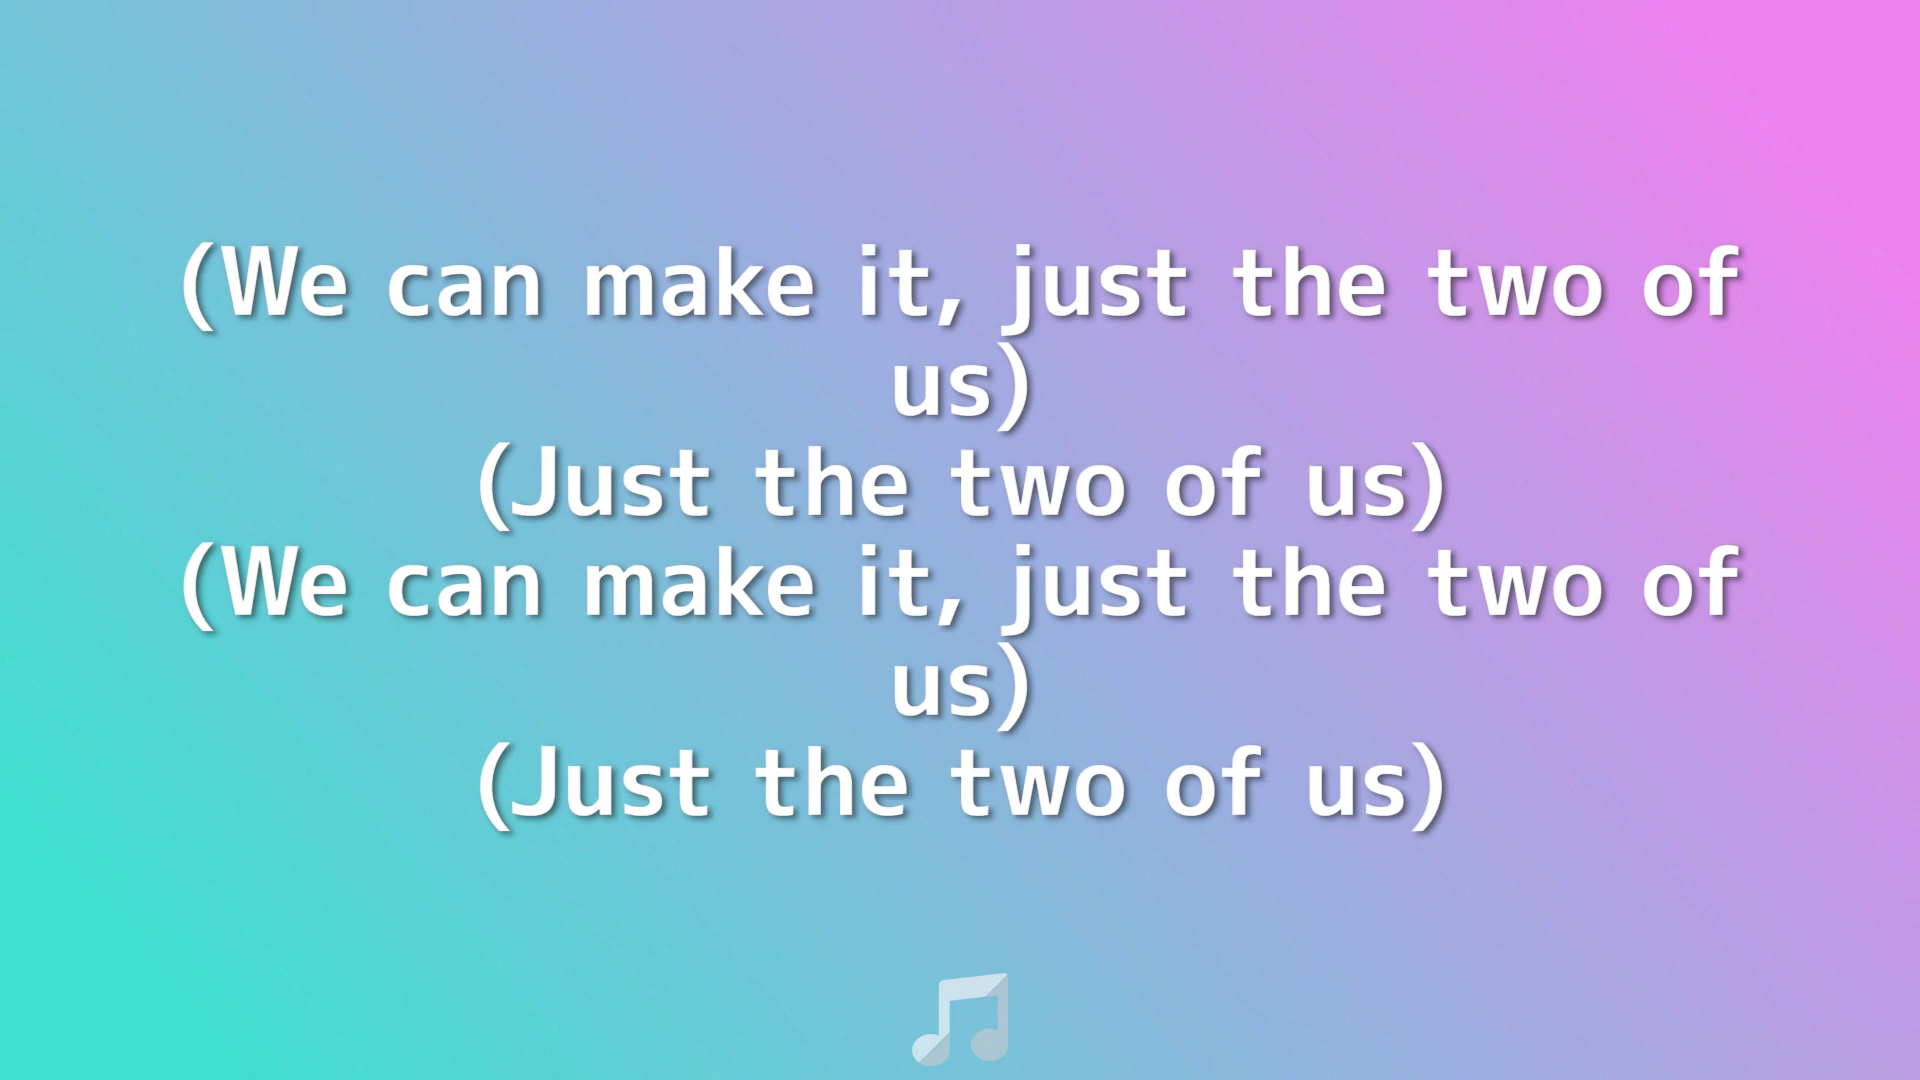 (We can make it, just the two of
us)
(Just the two of us)
(We can make it, just the two of
us)
(Just the two of us)